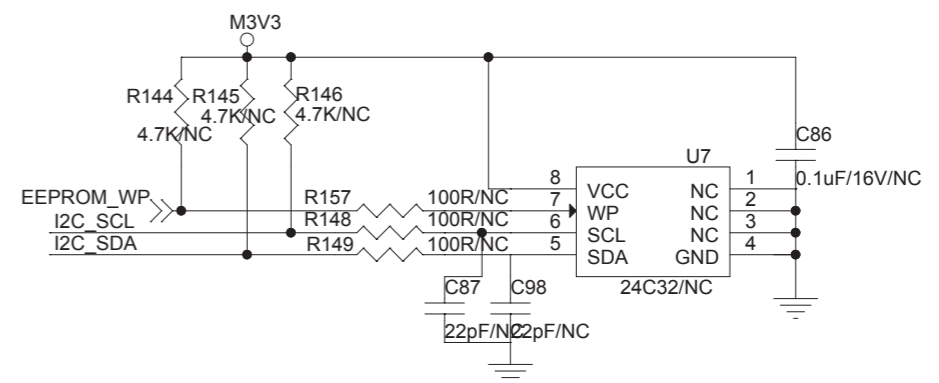 M3V3
R144
R145
R146
4.7K/NC
4.7K/NC
4.7K/NC
C86
0.1uF/16V/NC
U7
EEPROM_WP
I2C_SCL
I2C_SDA
R157
100R/NC
R148
100R/NC
R149
100R/NC
8
VCC
NC
1
7
WP
NC
2
6
SCL
NC
3
5
SDA
GND
4
24C32/NC
C87
C98
22pF/NC
22pF/NC